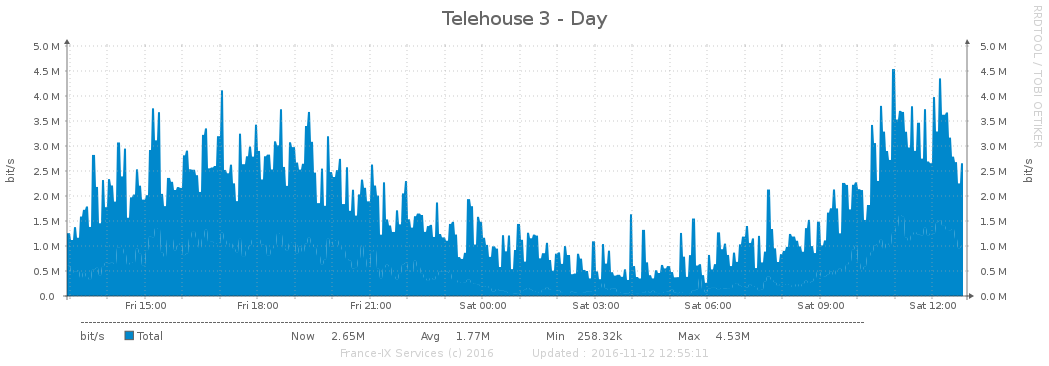 Telehouse 3 - Day
RRDTOOL / TOBI OETIKER
5.0 M 5.0 M
4.5 M 4.5 M
4.0 M 4.0 M
3.5 M 3.5 M
3.0 M 3.0 M
2.5 M 2.5 M
2.0 M 2.0 M
1.5 M 1.5 M
1.0 M 1.0 M
0.5 M 0.5 M
0.0 0.0 M
bit/s bit/s
Fri 15:00 Fri 18:00 Fri 21:00 Sat 00:00 Sat 03:00 Sat 06:00 Sat 09:00 Sat 12:00
bit/s Total Now 2.65M Avg 1.77M Min 258.32k Max 4.53M
France-IX Services (c) 2016 Updated : 2016-11-12 12:55:11